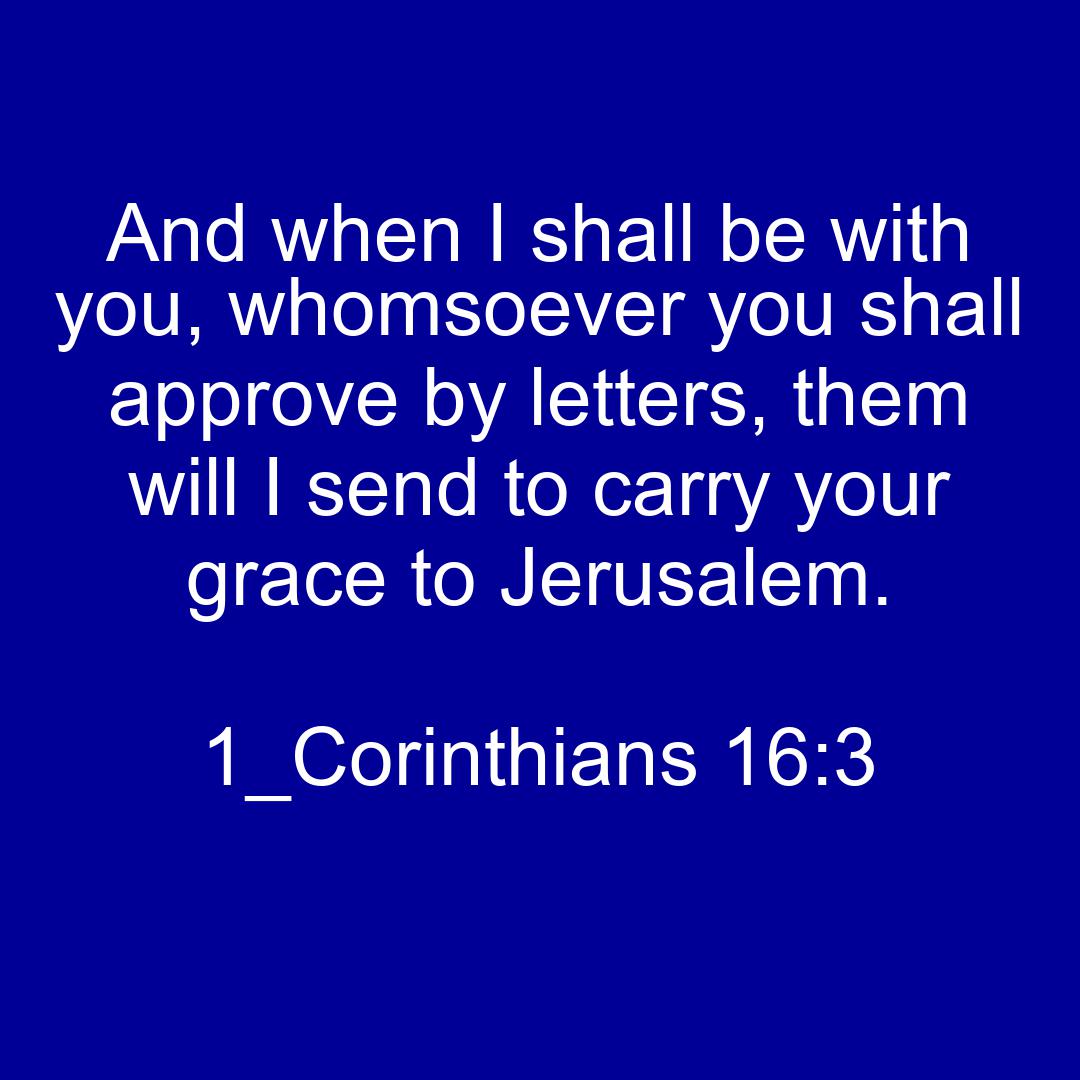 And when I shall be with
you, whomsoever you shall
approve by letters, them
will I send to carry your
grace to Jerusalem.
1_Corinthians 16:3